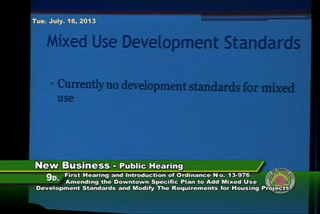 Tue. July. 16, 2013
Mixed Use Development Standards
• Currently no development standards for mixed
use
New Business - Public Hearing
9D. First Hearing and Introduction of Ordinance No. 13-976
Amending the Downtown Specific Plan to Add Mixed Use
Development Standards and Modify The Requirements for Housing Projects